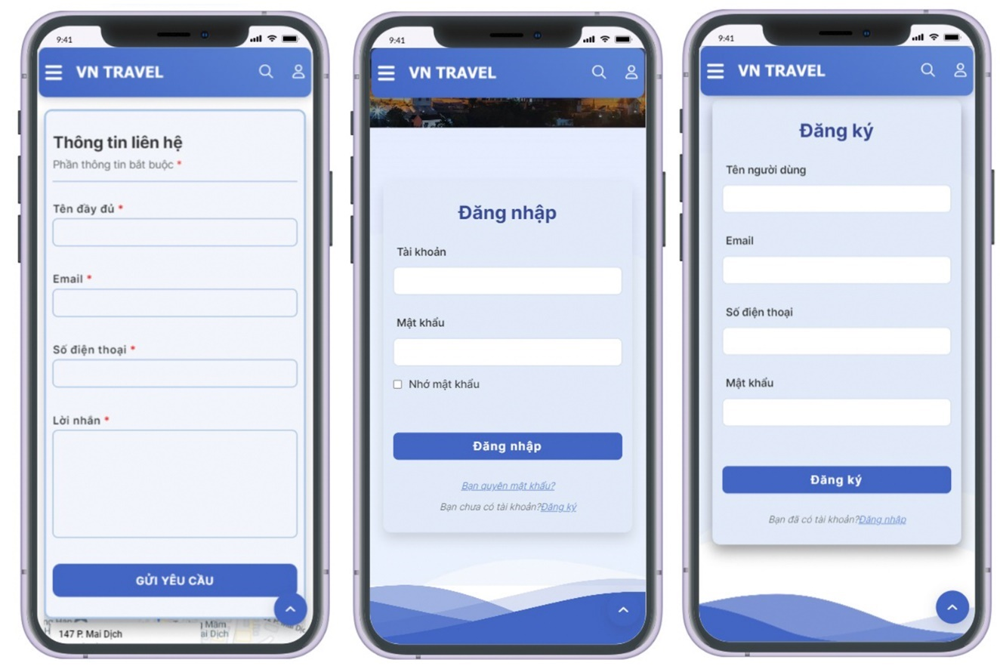 9:41
VN TRAVEL
Thông tin liên hệ
Phần thông tin bắt buộc *
Tên đầy đủ *
Email *
Số điện thoại *
Lời nhắn *
GỬI YÊU CẦU
147 P. Mai Dịch
ai Dịch
9:41
VN TRAVEL
Đăng nhập
Tài khoản
Mật khẩu
Nhớ mật khẩu
Đăng nhập
Bạn quyên mật khẩu?
Bạn chưa có tài khoản?Đăng ký
9:41
VN TRAVEL
Đăng ký
Tên người dùng
Email
Số điện thoại
Mật khẩu
Đăng ký
Bạn đã có tài khoản?Đăng nhập